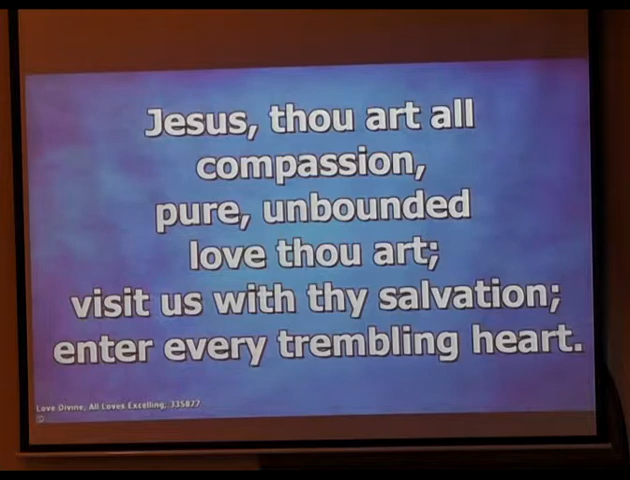 Jesus, thou art all
compassion,
pure, unbounded
love thou art;
visit us with thy salvation;
enter every trembling heart.
Love Divine, All Loves Excelling, 335877